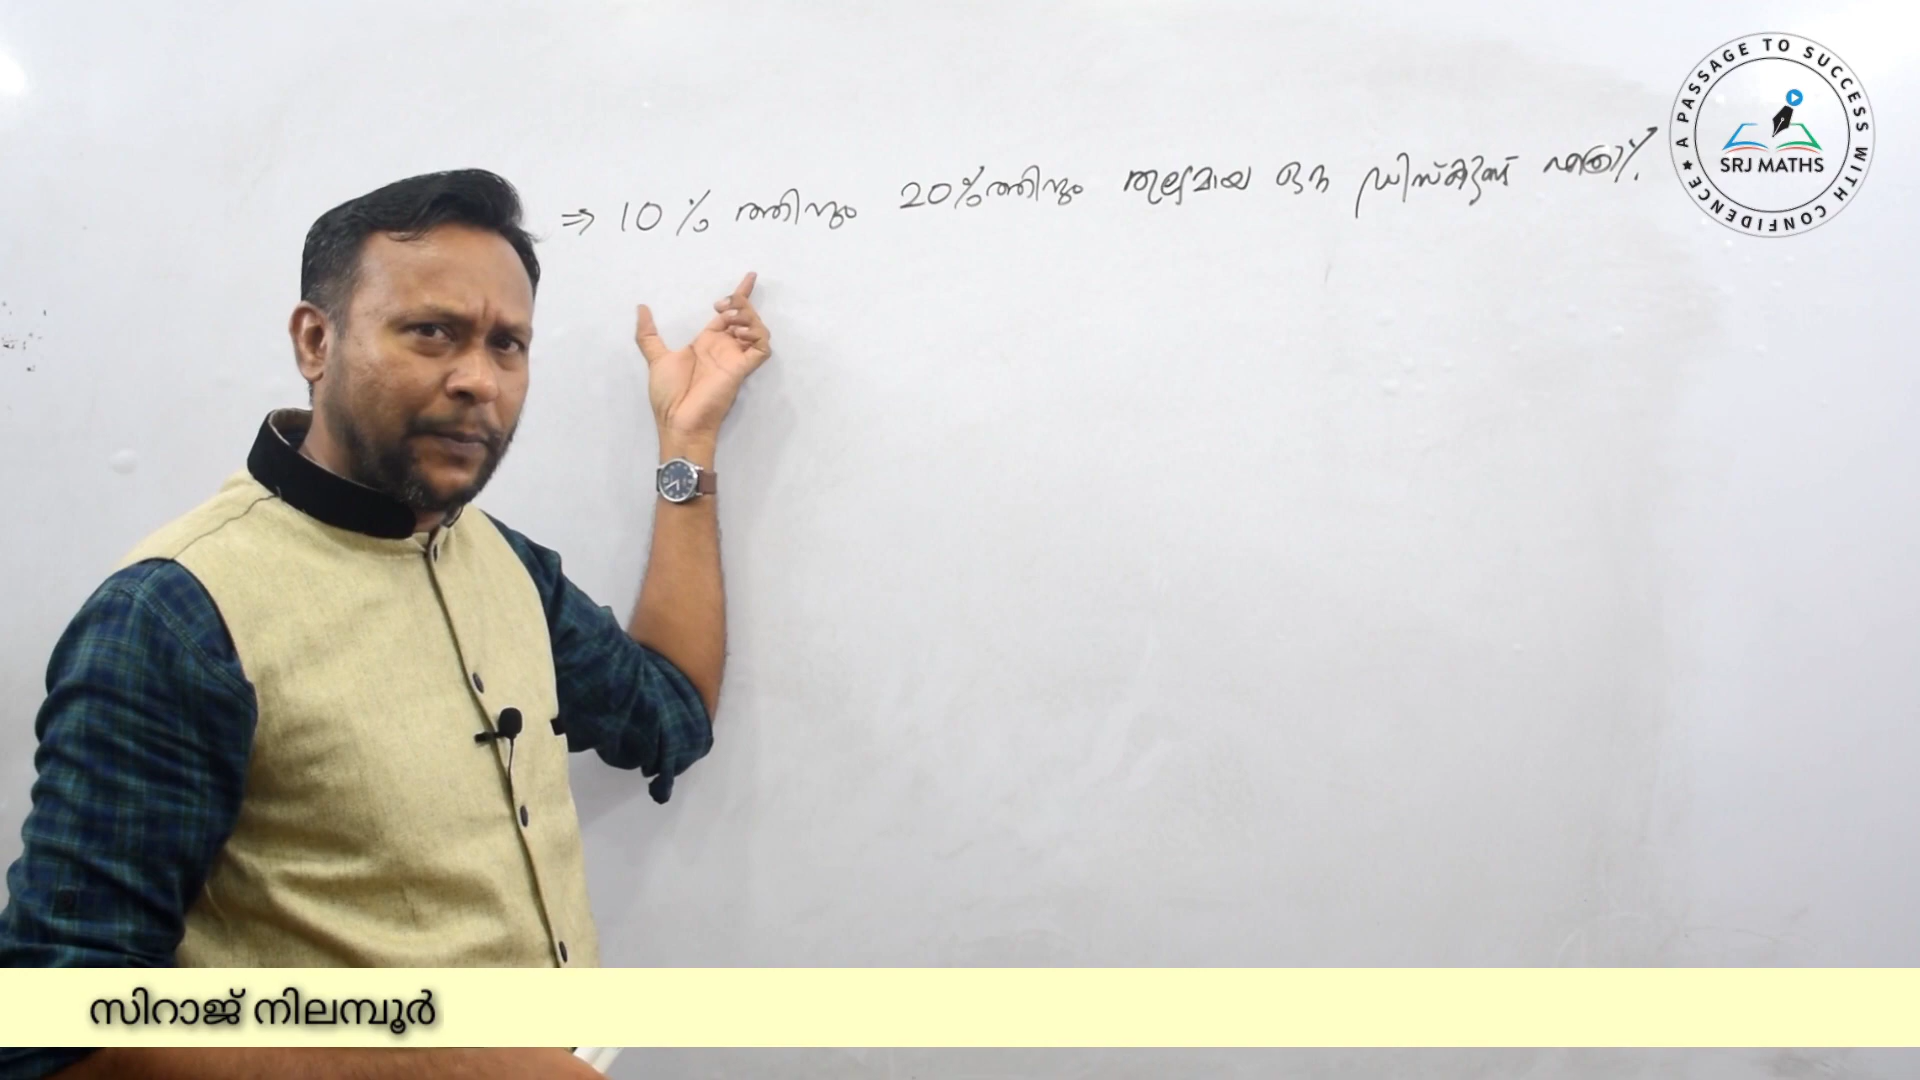 A PASSAGE TO SUCCESS WITH CONFIDENCE ★
SRJ MATHS
⇒ 10% ത്തിനും 20%ത്തിനും തുല്യമായ ഒരു ഡിസ്കൗണ്ട് എത്ര%.
സിറാജ് നിലമ്പൂർ